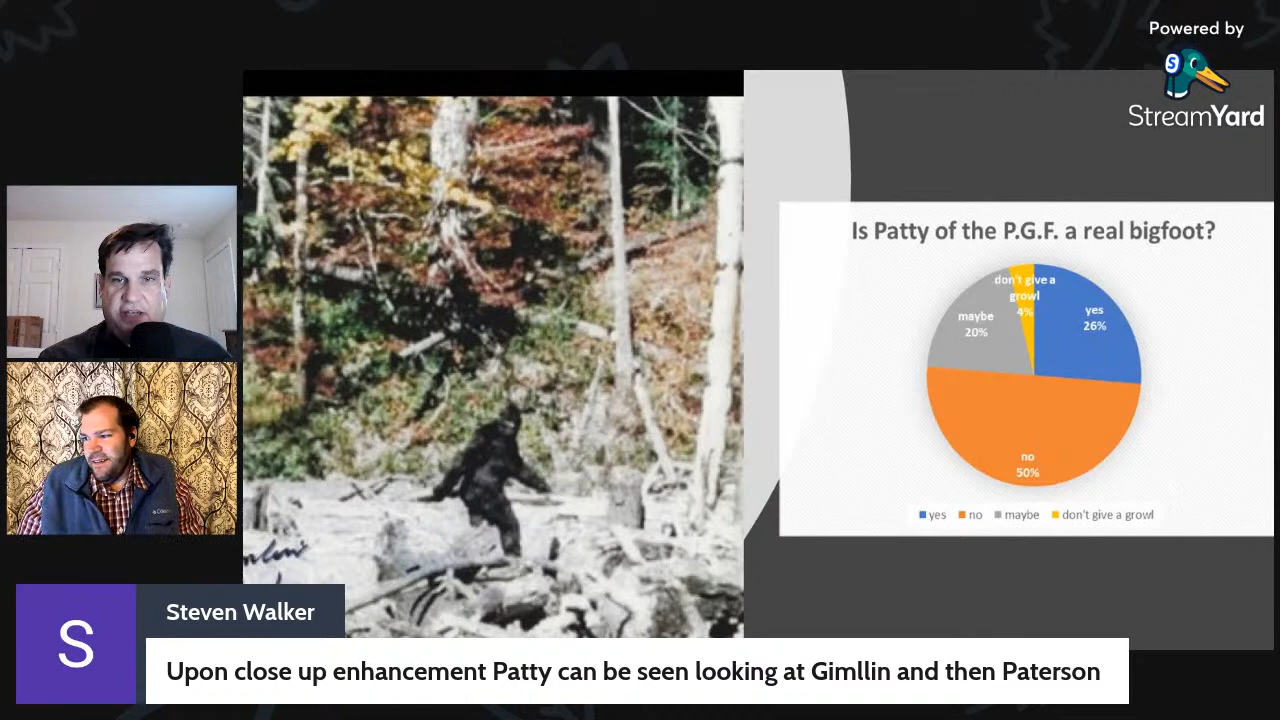 Powered by
StreamYard
Is Patty of the P.G.F. a real bigfoot?
don't give a
growl
4%
yes
26%
maybe
20%
no
50%
yes no maybe don't give a growl
S
Steven Walker
Upon close up enhancement Patty can be seen looking at Gimllin and then Paterson